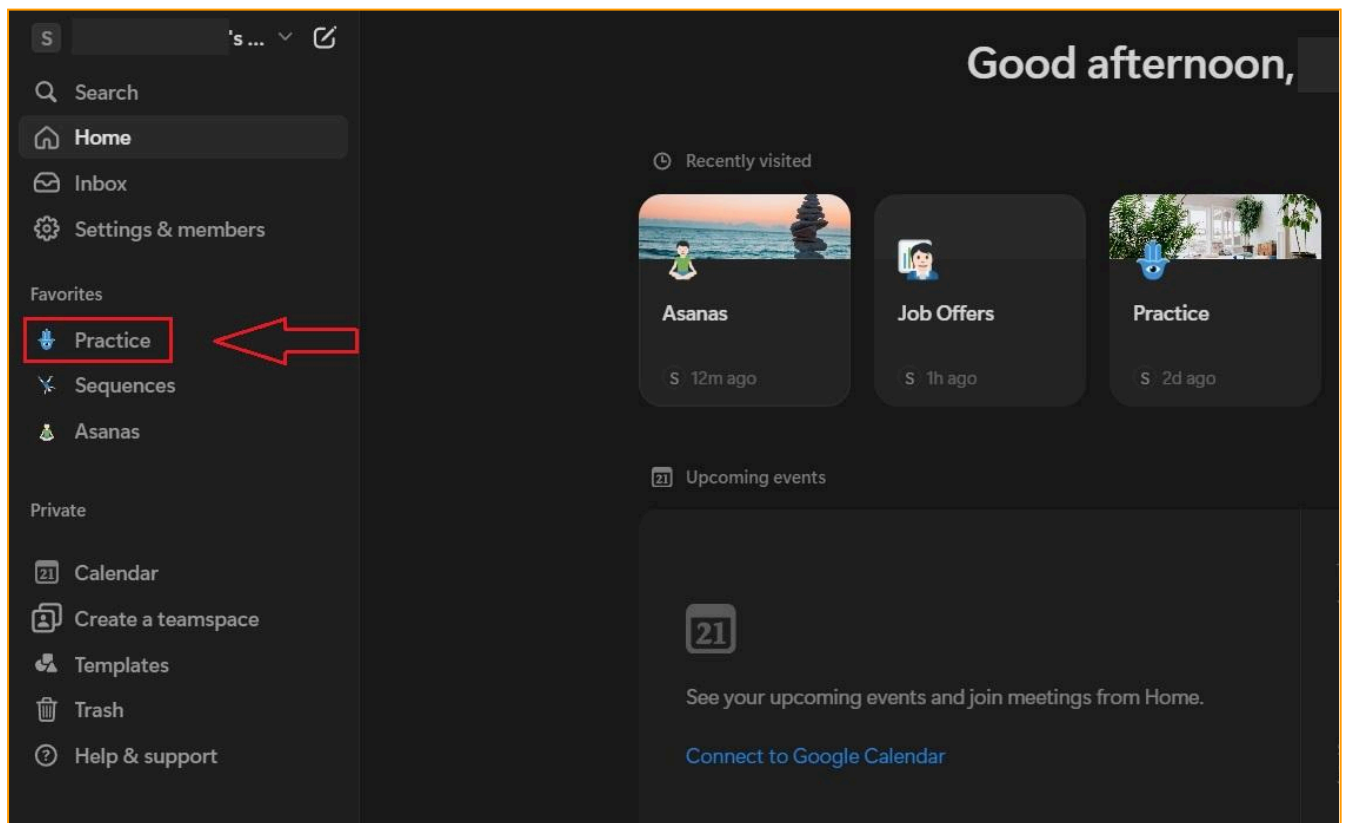 S 's ...
Search
Home
Inbox
Settings & members
Favorites
Practice
Sequences
Asanas
Private
21 Calendar
Create a teamspace
Templates
Trash
Help & support
Good afternoon,
Recently visited
Asanas
S 12m ago
Job Offers
S 1h ago
Practice
S 2d ago
21 Upcoming events
21
See your upcoming events and join meetings from Home.
Connect to Google Calendar